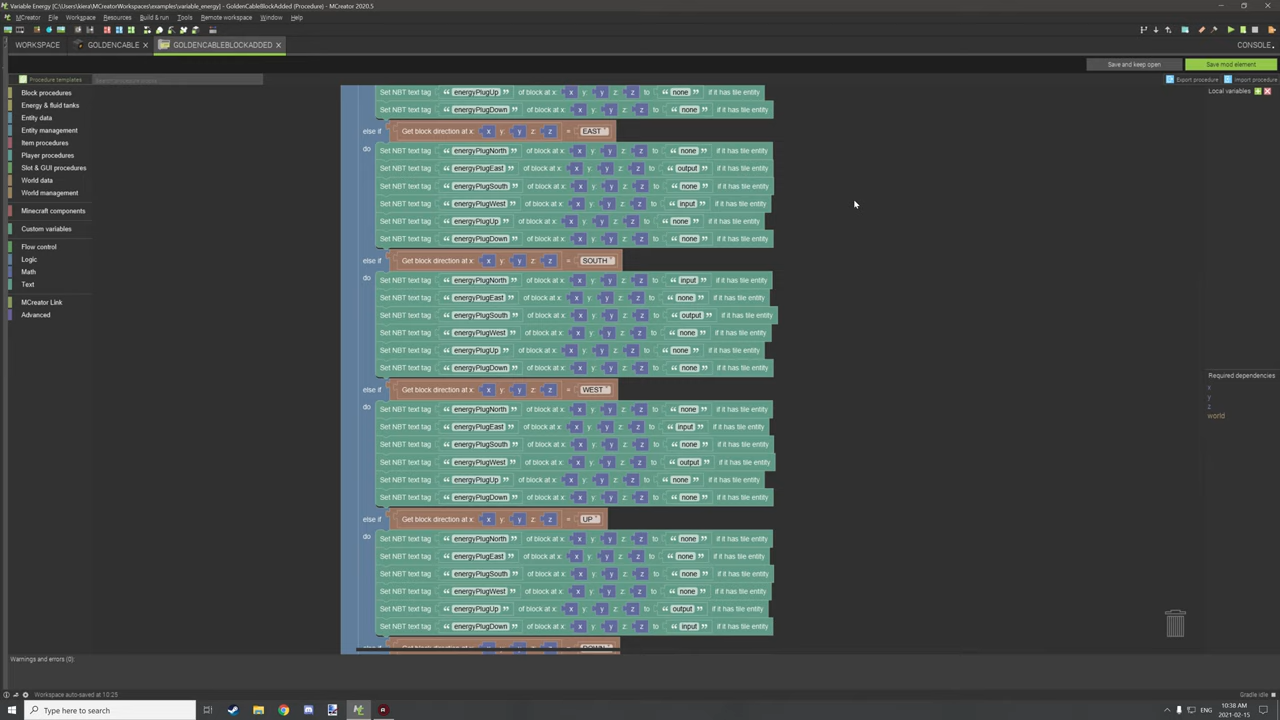 Variable Energy [C:\Users\kiera\MCreatorWorkspaces\examples\variable_energy] - GoldenCableBlockAdded (Procedure) - MCreator 2020.5
MCreator File Workspace Resources Build & run Tools Remote workspace Window Help
WORKSPACE GOLDENCABLE GOLDENCABLEBLOCKADDED CONSOLE
Save and keep open Save mod element
Procedure templates Export procedure Import procedure
Local variables
Block procedures
Energy & fluid tanks
Entity data
Entity management
Item procedures
Player procedures
Slot & GUI procedures
World data
World management
Minecraft components
Custom variables
Flow control
Logic
Math
Text
MCreator Link
Advanced
Set NBT text tag “ energyPlugUp ” of block at x: x y: y z: z to “ none ” if it has tile entity
Set NBT text tag “ energyPlugDown ” of block at x: x y: y z: z to “ none ” if it has tile entity
else if Get block direction at x: x y: y z: z = EAST
do Set NBT text tag “ energyPlugNorth ” of block at x: x y: y z: z to “ none ” if it has tile entity
Set NBT text tag “ energyPlugEast ” of block at x: x y: y z: z to “ output ” if it has tile entity
Set NBT text tag “ energyPlugSouth ” of block at x: x y: y z: z to “ none ” if it has tile entity
Set NBT text tag “ energyPlugWest ” of block at x: x y: y z: z to “ input ” if it has tile entity
Set NBT text tag “ energyPlugUp ” of block at x: x y: y z: z to “ none ” if it has tile entity
Set NBT text tag “ energyPlugDown ” of block at x: x y: y z: z to “ none ” if it has tile entity
else if Get block direction at x: x y: y z: z = SOUTH
do Set NBT text tag “ energyPlugNorth ” of block at x: x y: y z: z to “ input ” if it has tile entity
Set NBT text tag “ energyPlugEast ” of block at x: x y: y z: z to “ none ” if it has tile entity
Set NBT text tag “ energyPlugSouth ” of block at x: x y: y z: z to “ output ” if it has tile entity
Set NBT text tag “ energyPlugWest ” of block at x: x y: y z: z to “ none ” if it has tile entity
Set NBT text tag “ energyPlugUp ” of block at x: x y: y z: z to “ none ” if it has tile entity
Set NBT text tag “ energyPlugDown ” of block at x: x y: y z: z to “ none ” if it has tile entity
else if Get block direction at x: x y: y z: z = WEST
do Set NBT text tag “ energyPlugNorth ” of block at x: x y: y z: z to “ none ” if it has tile entity
Set NBT text tag “ energyPlugEast ” of block at x: x y: y z: z to “ input ” if it has tile entity
Set NBT text tag “ energyPlugSouth ” of block at x: x y: y z: z to “ none ” if it has tile entity
Set NBT text tag “ energyPlugWest ” of block at x: x y: y z: z to “ output ” if it has tile entity
Set NBT text tag “ energyPlugUp ” of block at x: x y: y z: z to “ none ” if it has tile entity
Set NBT text tag “ energyPlugDown ” of block at x: x y: y z: z to “ none ” if it has tile entity
else if Get block direction at x: x y: y z: z = UP
do Set NBT text tag “ energyPlugNorth ” of block at x: x y: y z: z to “ none ” if it has tile entity
Set NBT text tag “ energyPlugEast ” of block at x: x y: y z: z to “ none ” if it has tile entity
Set NBT text tag “ energyPlugSouth ” of block at x: x y: y z: z to “ none ” if it has tile entity
Set NBT text tag “ energyPlugWest ” of block at x: x y: y z: z to “ none ” if it has tile entity
Set NBT text tag “ energyPlugUp ” of block at x: x y: y z: z to “ output ” if it has tile entity
Set NBT text tag “ energyPlugDown ” of block at x: x y: y z: z to “ input ” if it has tile entity
else if Get block direction at x: x y: y z: z = DOWN
Required dependencies
x
y
z
world
Warnings and errors (0)
Workspace auto-saved at 10:25 Gradle idle
Type here to search ENG 10:38 AM
2021-02-15